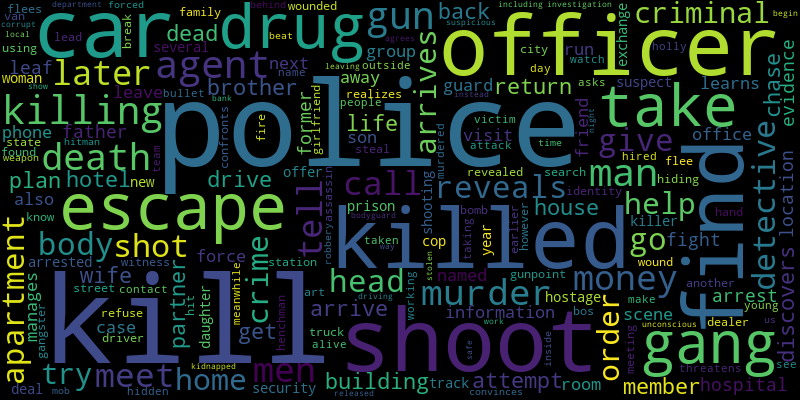 department
forced
flees
family
behind
wounded
back
criminal
including
investigation
van
corrupt
car
drug
gun
suspicious
begin
local
using
lead
several
break
dead
beat
agrees
officer
exchange
group
city
run
holly
leaf
later
agent
next
leaving
outside
day
watch
evidence
woman
show
leave
brother
name
bullet
bank
away
guard
asks
suspect
learns
chase
killing
realizes
people
return
instead
take
phone
father
police
former
girlfriend
life
arrives
victim
friend
night
office
state
found
hitman
team
confronts
fire
son
steal
visit
attack
time
give
weapon
death
murdered
hired
flee
plan
hotel
new
drive
offer
call
revealed
search
man
hiding
also
tell
prison
reveals
identity
hand
know
escape
robbery
assassin
bodyguard
shooting
bomb
earlier
however
house
help
detective
discovers
location
apartment
body
shot
taken
way
cop
taking
year
killer
go
fight
find
arrested
witness
station
force
killed
stolen
wound
wife
crime
head
named
gunpoint
money
another
arrest
street
contact
art
driving
working
hostage
bos
make
young
manages
gangster
partner
hit
daughter
meanwhile
henchman
arrive
murder
information
order
scene
dealer
us
refuse
kill
truck
work
inside
unconscious
case
get
alive
shoot
safe
meeting
gang
see
driver
try
meet
home
men
building
track
attempt
room
threatens
deal
mob
hidden
kidnapped
security
released
convinces
member
hospital